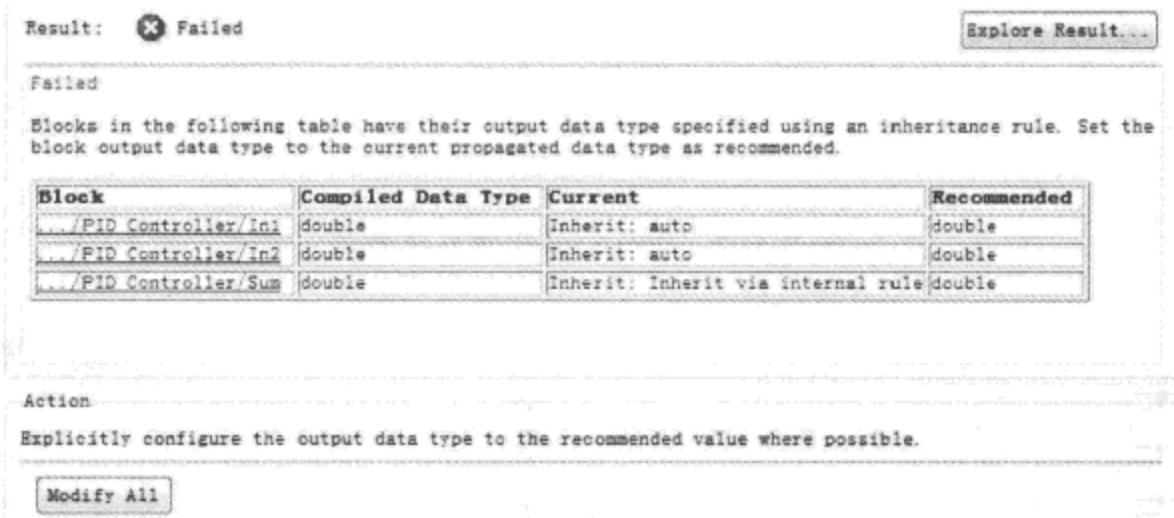 Result: Failed Explore Result...
Failed
Blocks in the following table have their output data type specified using an inheritance rule. Set the
block output data type to the current propagated data type as recommended.
Block Compiled Data Type Current Recommended
.../PID Controller/In1 double Inherit: auto double
.../PID Controller/In2 double Inherit: auto double
.../PID Controller/Sum double Inherit: Inherit via internal rule double
Action
Explicitly configure the output data type to the recommended value where possible.
Modify All